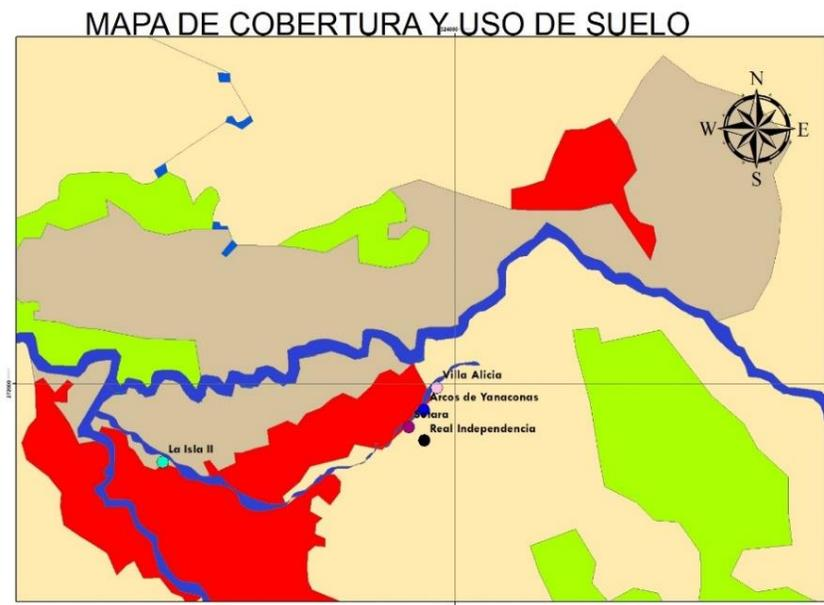 MAPA DE COBERTURA Y USO DE SUELO
N
W
E
S
Villa Alicia
Arcos de Yanaconas
Real Independencia
La Isla II